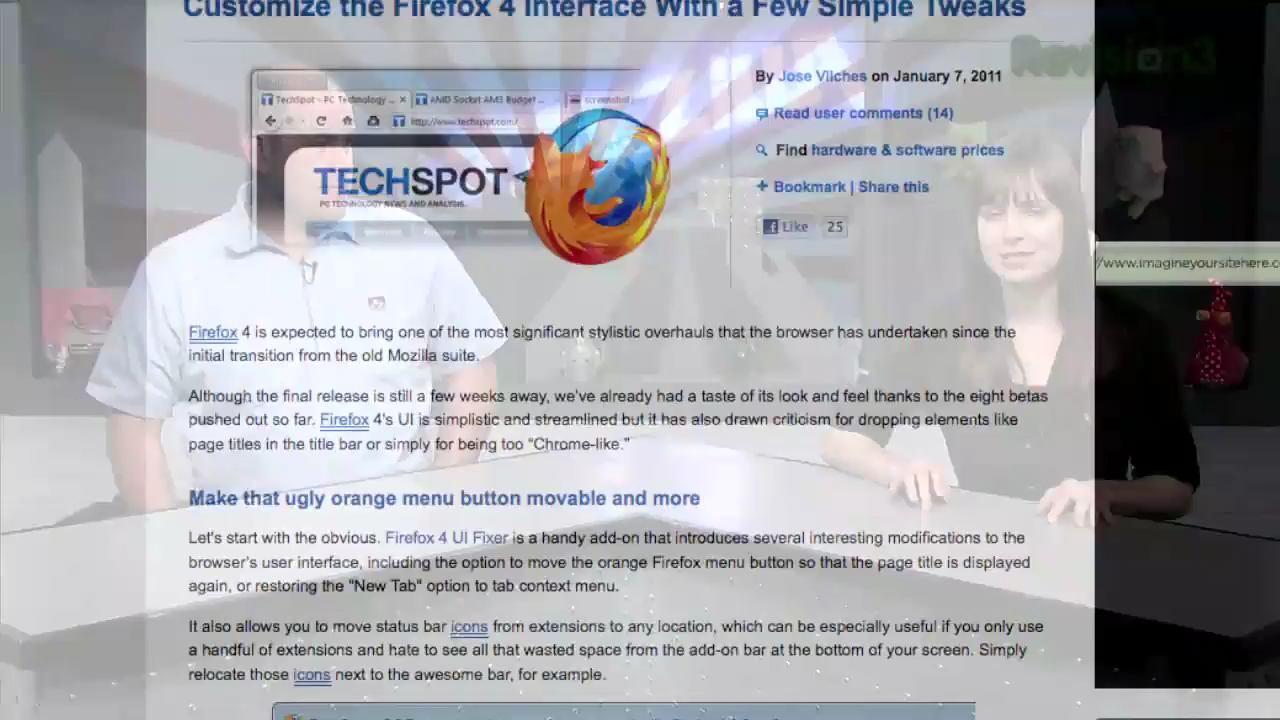 Customize the Firefox 4 Interface With a Few Simple Tweaks
Revision3
By Jose Vilches on January 7, 2011
TechSpot - PC Technology ... × AMD Socket AM3 Budget ... screenshot
http://www.techspot.com/
Read user comments (14)
Find hardware & software prices
TECHSPOT
PC TECHNOLOGY NEWS AND ANALYSIS
+ Bookmark | Share this
Like 25
//www.imagineyoursitehere.c
Firefox 4 is expected to bring one of the most significant stylistic overhauls that the browser has undertaken since the
initial transition from the old Mozilla suite.
Although the final release is still a few weeks away, we've already had a taste of its look and feel thanks to the eight betas
pushed out so far. Firefox 4's UI is simplistic and streamlined but it has also drawn criticism for dropping elements like
page titles in the title bar or simply for being too "Chrome-like."
Make that ugly orange menu button movable and more
Let's start with the obvious. Firefox 4 UI Fixer is a handy add-on that introduces several interesting modifications to the
browser's user interface, including the option to move the orange Firefox menu button so that the page title is displayed
again, or restoring the "New Tab" option to tab context menu.
It also allows you to move status bar icons from extensions to any location, which can be especially useful if you only use
a handful of extensions and hate to see all that wasted space from the add-on bar at the bottom of your screen. Simply
relocate those icons next to the awesome bar, for example.